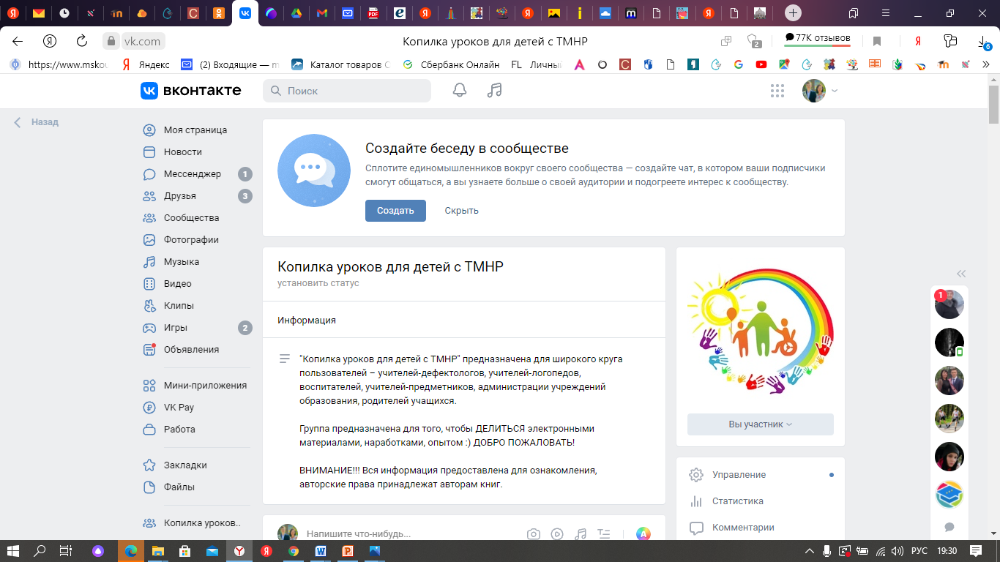 Копилка уроков для детей с ТМНР
vk.com
2
77К отзывов
6
https://www.mskou
Яндекс
(2) Входящие — m
Каталог товаров С
Сбербанк Онлайн
FL Личный
вконтакте
Поиск
Назад
Моя страница
Новости
Мессенджер 1
Друзья 3
Сообщества
Фотографии
Музыка
Видео
Клипы
Игры 2
Объявления
Мини-приложения
VK Pay
Работа
Закладки
Файлы
Копилка уроков..
Создайте беседу в сообществе
Сплотите единомышленников вокруг своего сообщества — создайте чат, в котором ваши подписчики
смогут общаться, а вы узнаете больше о своей аудитории и подогреете интерес к сообществу.
Создать Скрыть
Копилка уроков для детей с ТМНР
установить статус
Информация
"Копилка уроков для детей с ТМНР" предназначена для широкого круга
пользователей – учителей-дефектологов, учителей-логопедов,
воспитателей, учителей-предметников, администрации учреждений
образования, родителей учащихся.
Группа предназначена для того, чтобы ДЕЛИТЬСЯ электронными
материалами, наработками, опытом :) ДОБРО ПОЖАЛОВАТЬ!
ВНИМАНИЕ!!! Вся информация предоставлена для ознакомления,
авторские права принадлежат авторам книг.
Напишите что-нибудь...
Вы участник
Управление
Статистика
Комментарии
1
РУС 19:30